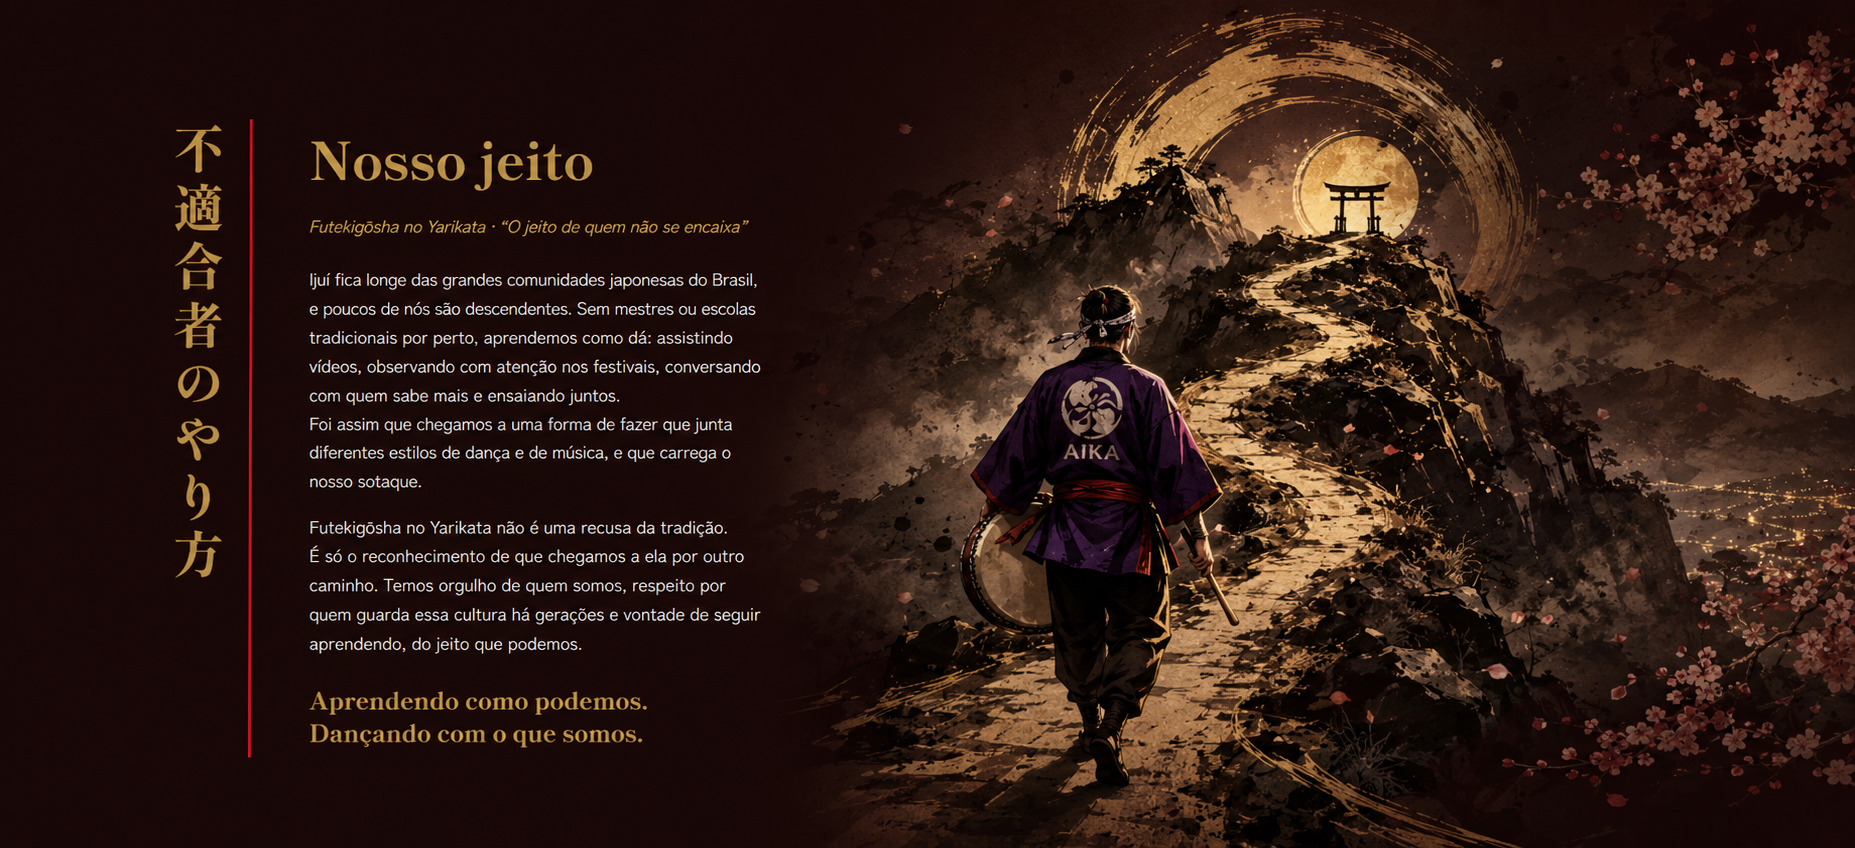 不適合者のやり方
Nosso jeito
Futekigōsha no Yarikata · “O jeito de quem não se encaixa”
Ijuí fica longe das grandes comunidades japonesas do Brasil,
e poucos de nós são descendentes. Sem mestres ou escolas
tradicionais por perto, aprendemos como dá: assistindo
vídeos, observando com atenção nos festivais, conversando
com quem sabe mais e ensaiando juntos.
Foi assim que chegamos a uma forma de fazer que junta
diferentes estilos de dança e de música, e que carrega o
nosso sotaque.
Futekigōsha no Yarikata não é uma recusa da tradição.
É só o reconhecimento de que chegamos a ela por outro
caminho. Temos orgulho de quem somos, respeito por
quem guarda essa cultura há gerações e vontade de seguir
aprendendo, do jeito que podemos.
Aprendendo como podemos.
Dançando com o que somos.
AIKA